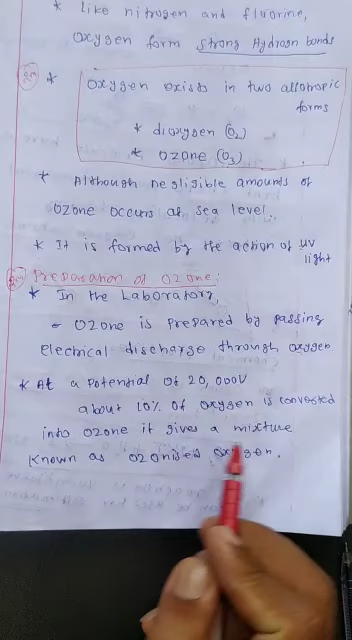 * Like nitrogen and fluorine,
oxygen form strong Hydrogn bonds
* Oxygen exists in two allotropic
forms
* dioxygen (O₂)
* ozone (O₃)
* Although negligible amounts of
ozone occurs at sea level.
* It is formed by the action of uv
light
Preparation of Ozone:
* In the Laboratory,
Ozone is prepared by passing
electrical discharge through oxygen
* At a potential of 20,000V
about 10% of oxygen is converted
into ozone it gives a mixture
known as 'ozonised oxygen.